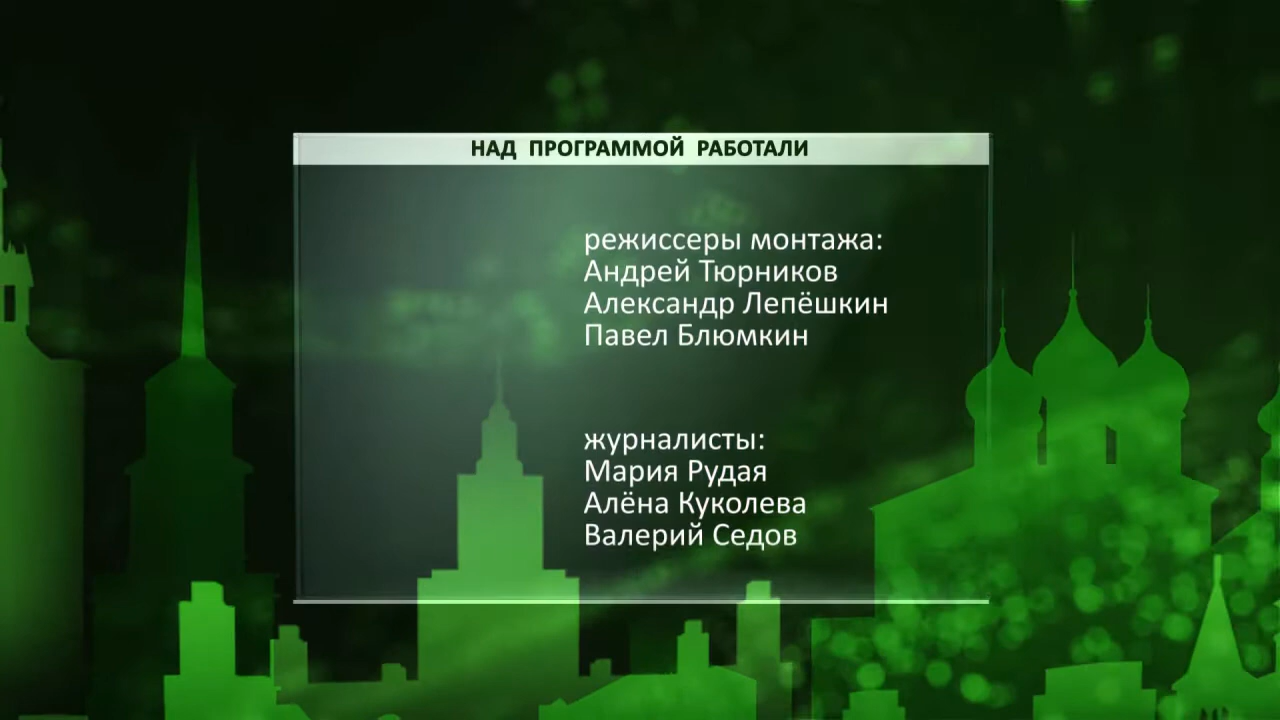 НАД ПРОГРАММОЙ РАБОТАЛИ
режиссеры монтажа:
Андрей Тюрников
Александр Лепёшкин
Павел Блюмкин
журналисты:
Мария Рудая
Алёна Куколева
Валерий Седов